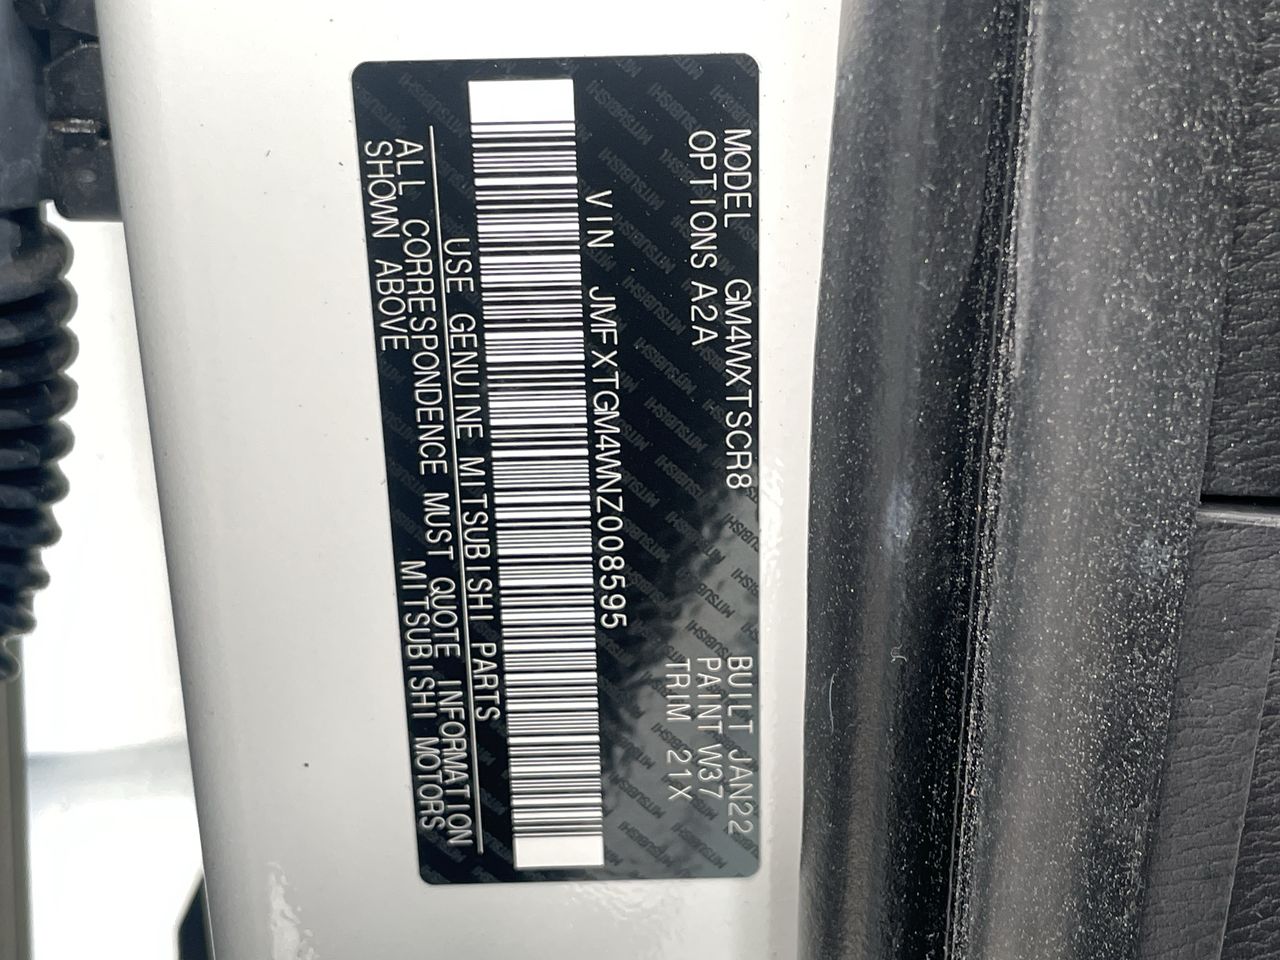 MODEL GM4WXTSCR8 BUILT JAN22
OPTIONS A2A PAINT W37
TRIM 21X
VIN JMFXTGM4WNZ008595
USE GENUINE MITSUBISHI PARTS
ALL CORRESPONDENCE MUST QUOTE INFORMATION
SHOWN ABOVE MITSUBISHI MOTORS